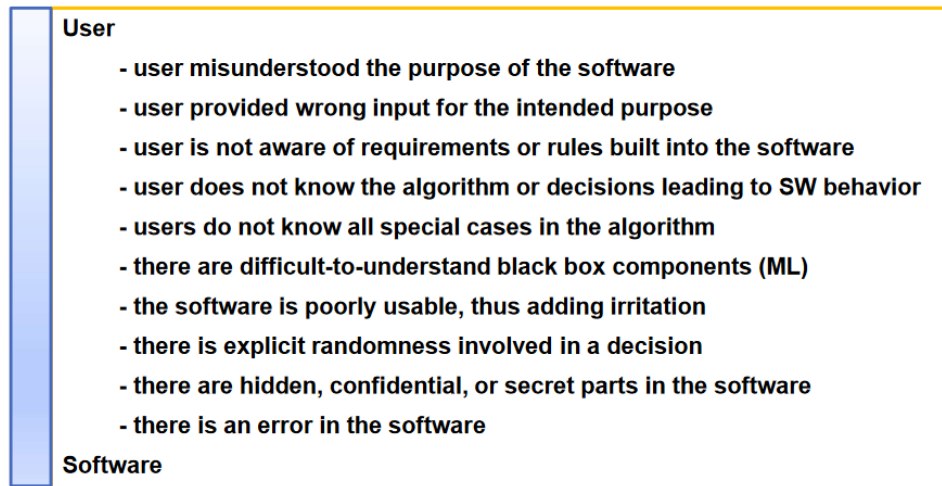 User
- user misunderstood the purpose of the software
- user provided wrong input for the intended purpose
- user is not aware of requirements or rules built into the software
- user does not know the algorithm or decisions leading to SW behavior
- users do not know all special cases in the algorithm
- there are difficult-to-understand black box components (ML)
- the software is poorly usable, thus adding irritation
- there is explicit randomness involved in a decision
- there are hidden, confidential, or secret parts in the software
- there is an error in the software
Software